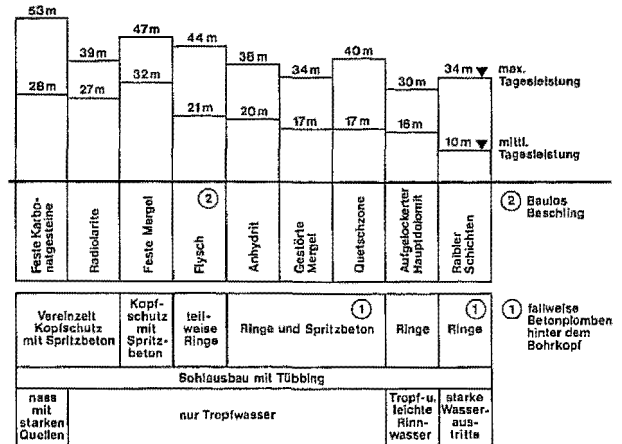 53m
39m
47m
44m
36m
34m
40m
30m
34m
max. Tagesleistung
28m
27m
32m
21m
20m
17m
17m
16m
10m
mittl. Tagesleistung
Feste Karbo-
natgesteine
Radiolarite
Feste Mergel
2
Flysch
Anhydrit
Gestörte
Mergel
Quetschzone
Aufgelockerter
Hauptdolomit
Raibler
Schichten
2 Baulos
Beschling
Vereinzelt
Kopfschutz
mit Spritzbeton
Kopf-
schutz
mit
Spritz-
beton
teil-
weise
Ringe
1
Ringe und Spritzbeton
Ringe
1
Ringe
1 fallweise
Betonplomben
hinter dem
Bohrkopf
Sohlausbau mit Tübbing
nass
mit
starken
Quellen
nur Tropfwasser
Tropf-u.
leichte
Rinn-
wasser
starke
Wasser-
aus-
tritte